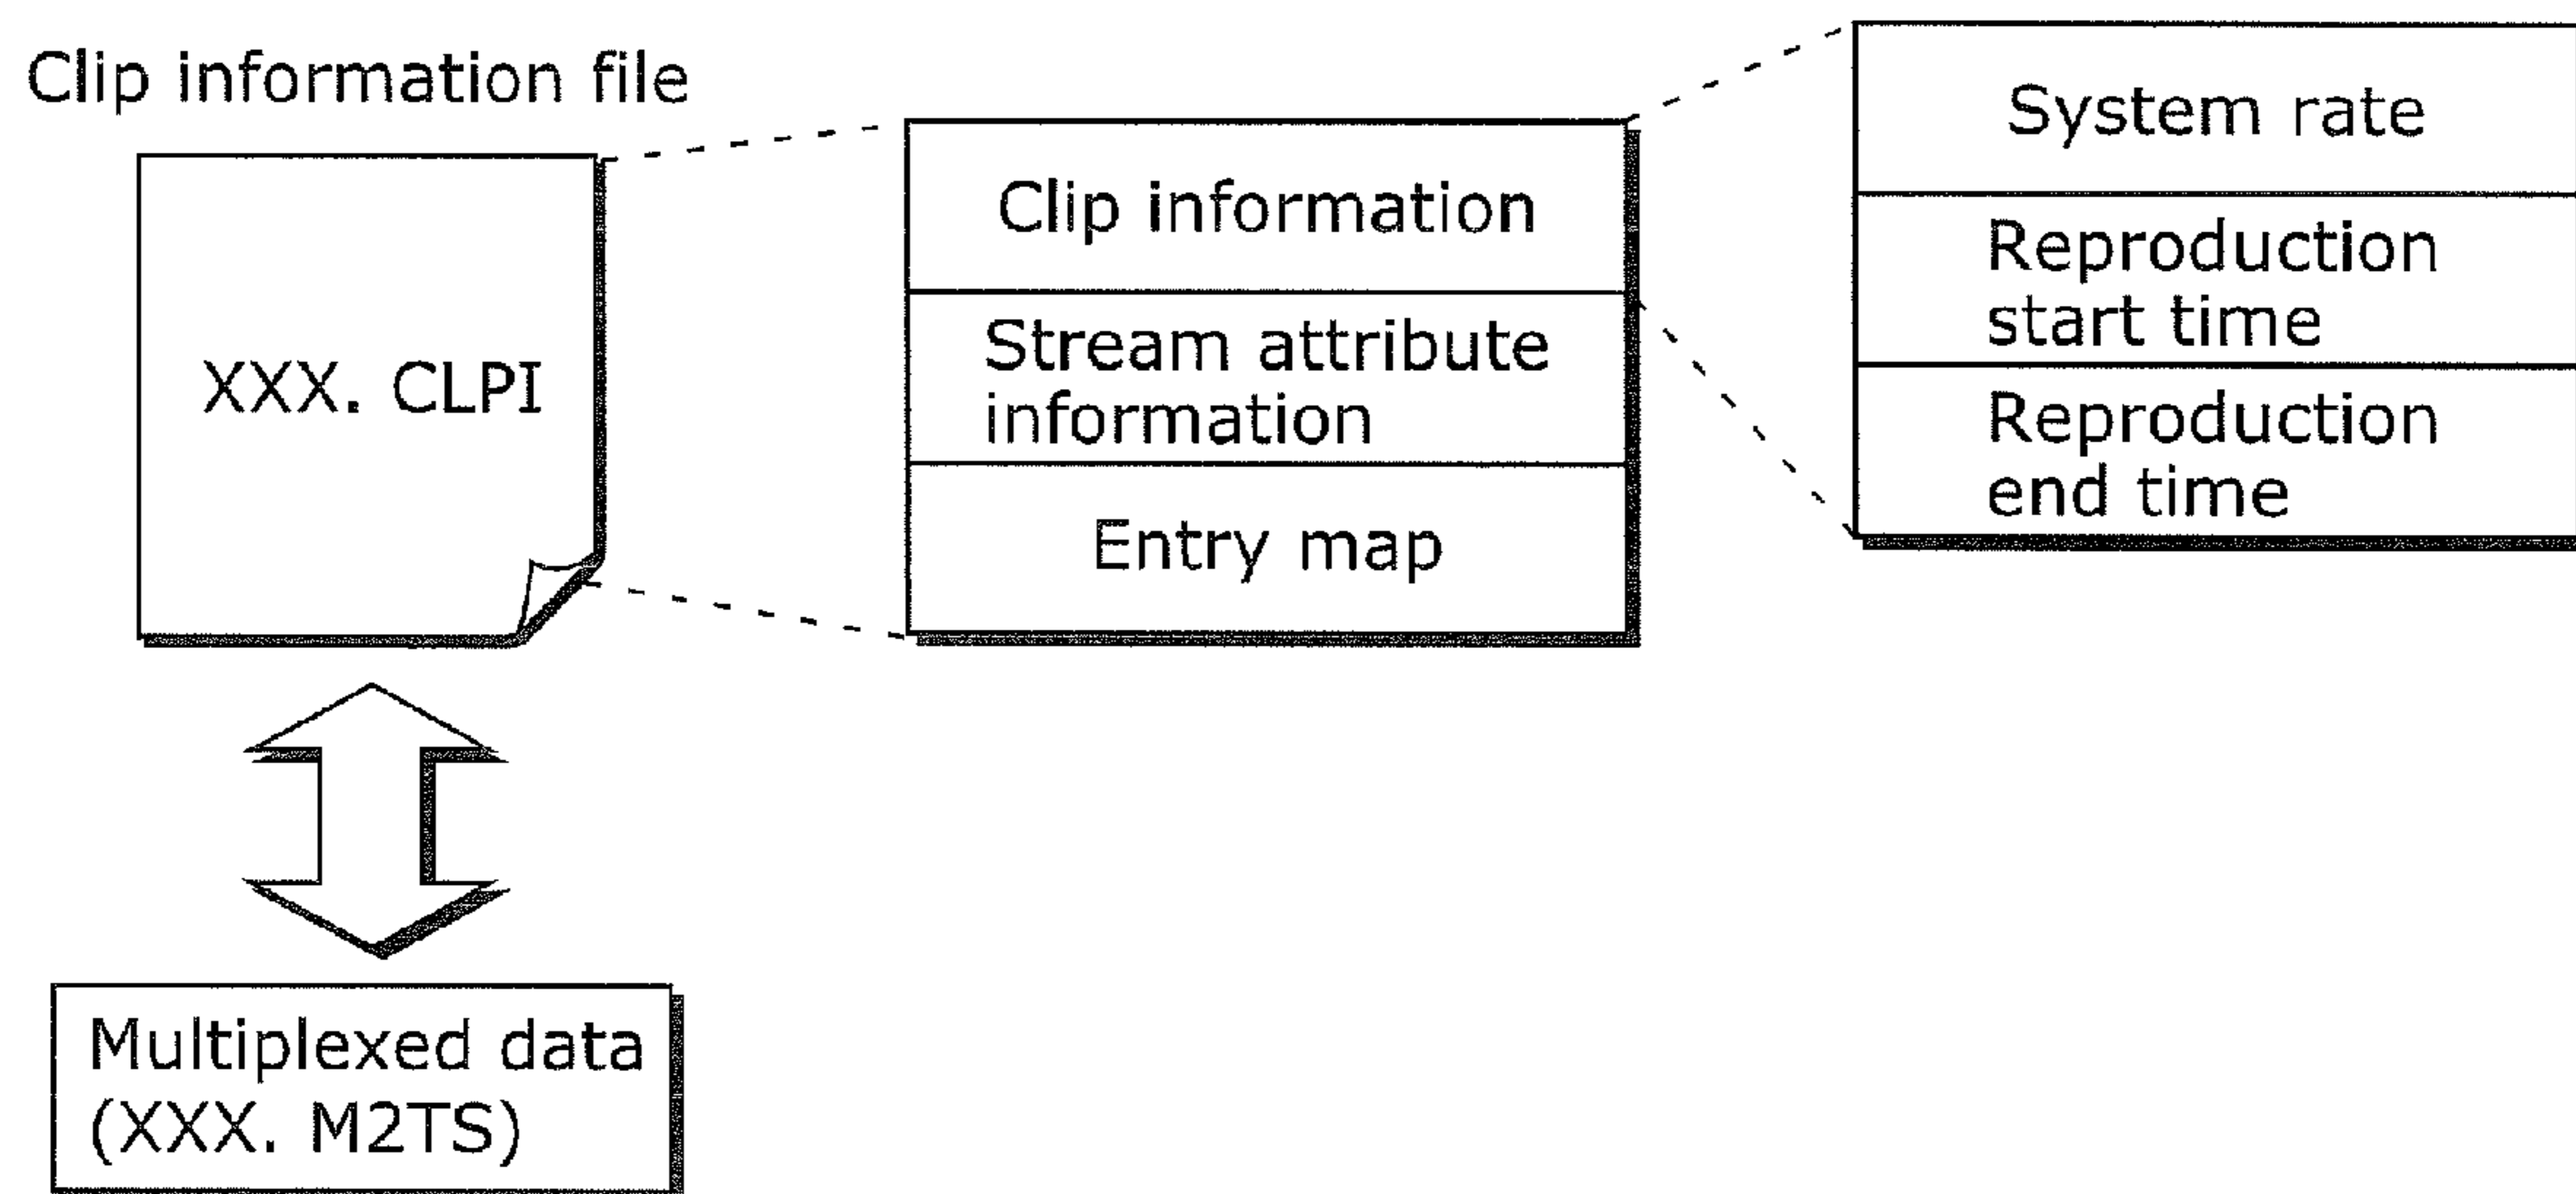 Clip information file
XXX. CLPI
Multiplexed data
(XXX. M2TS)
Clip information
Stream attribute
information
Entry map
System rate
Reproduction
start time
Reproduction
end time